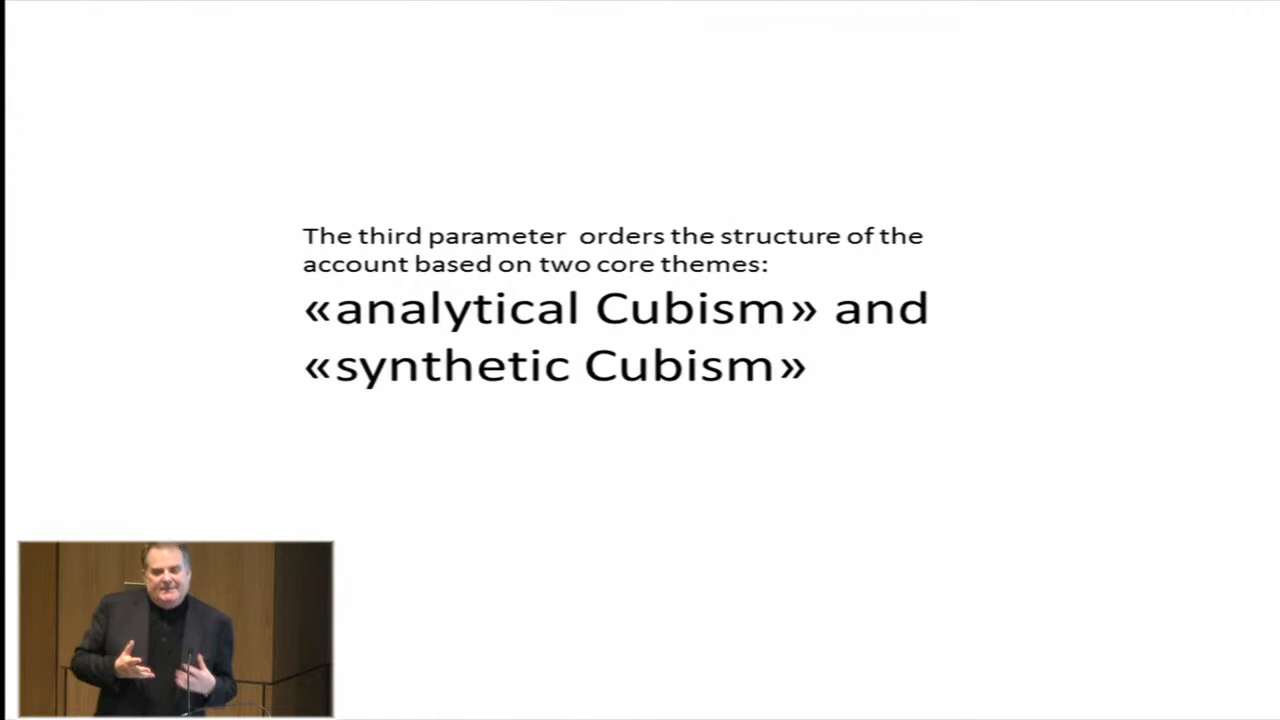 The third parameter  orders the structure of the
account based on two core themes:
«analytical Cubism» and
«synthetic Cubism»